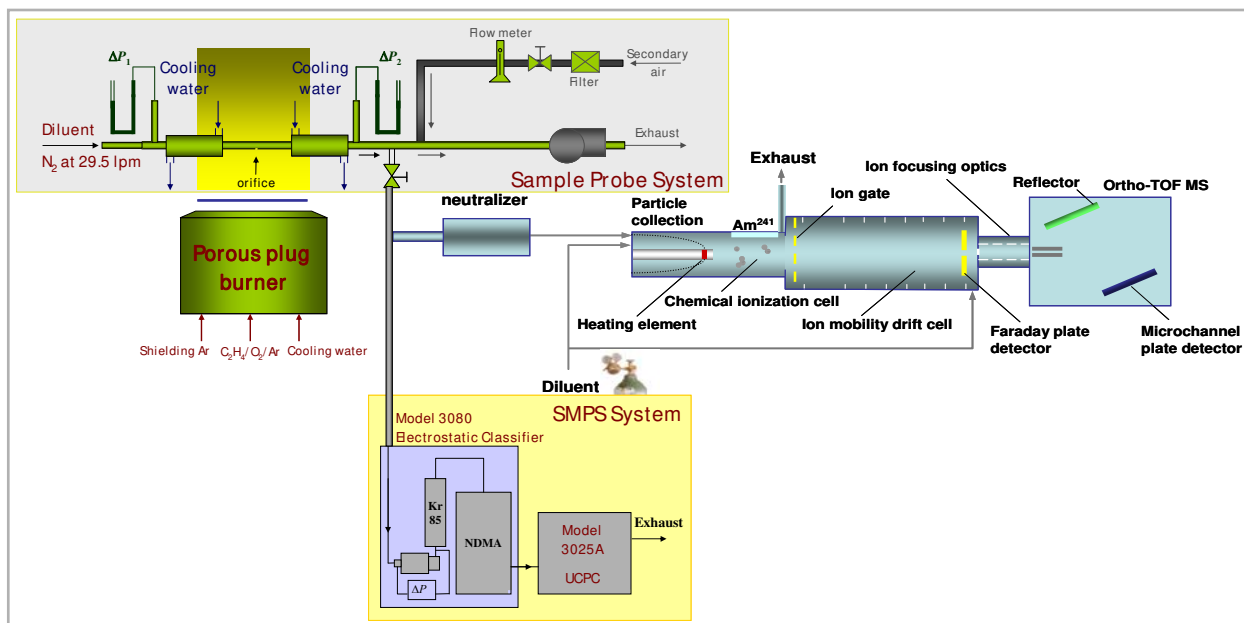 Flow meter
ΔP₁
ΔP₂
Secondary
air
Cooling
water
Cooling
water
Filter
Diluent
N₂ at 29.5 lpm
Exhaust
orifice
Sample Probe System
Porous plug
burner
Shielding Ar
C₂H₄/O₂/Ar
Cooling water
neutralizer
Particle
collection
Exhaust
Am²⁴¹
Ion gate
Ion focusing optics
Reflector
Ortho-TOF MS
Chemical ionization cell
Heating element
Ion mobility drift cell
Faraday plate
detector
Microchannel
plate detector
Diluent
SMPS System
Model 3080
Electrostatic Classifier
Kr
85
NDMA
ΔP
Model
3025A
UCPC
Exhaust